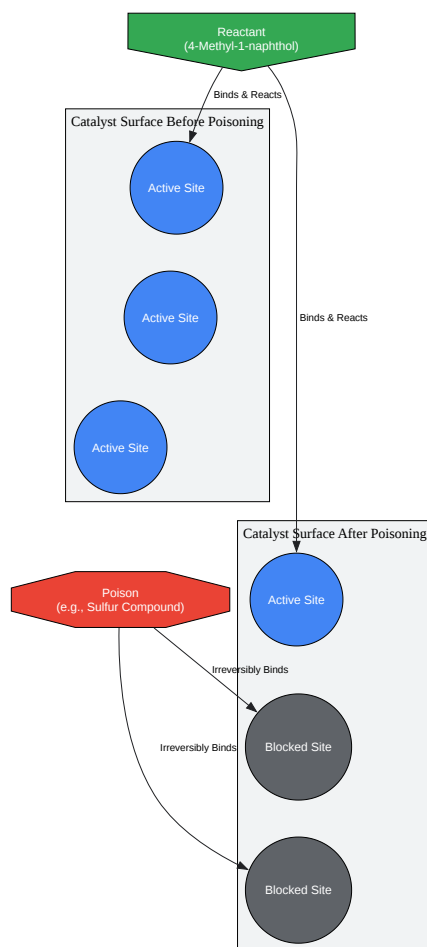 Reactant
(4-Methyl-1-naphthol)
Binds & Reacts
Catalyst Surface Before Poisoning
Active Site
Active Site
Binds & Reacts
Active Site
Catalyst Surface After Poisoning
Poison
(e.g., Sulfur Compound)
Active Site
Irreversibly Binds
Irreversibly Binds
Blocked Site
Blocked Site